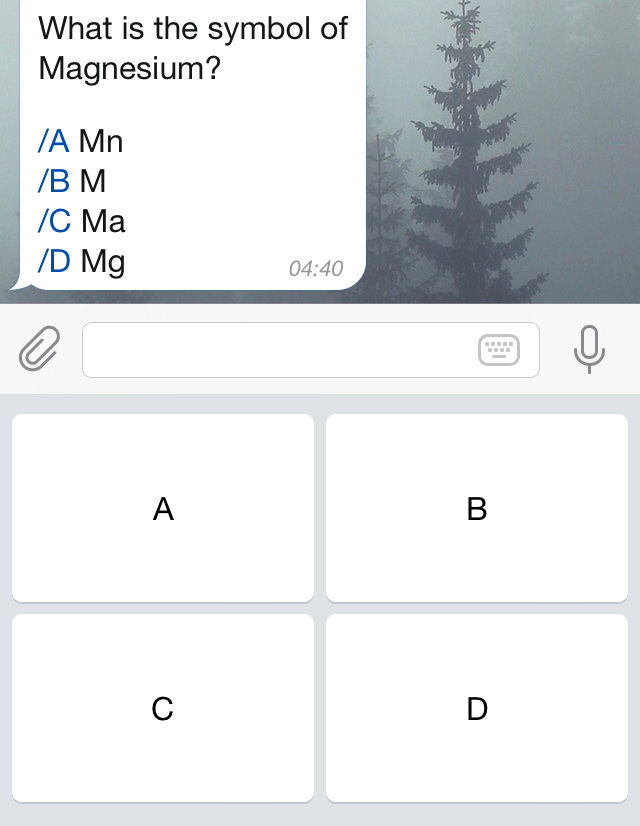 What is the symbol of
Magnesium?
/A Mn
/B M
/C Ma
/D Mg
04:40
A
B
C
D